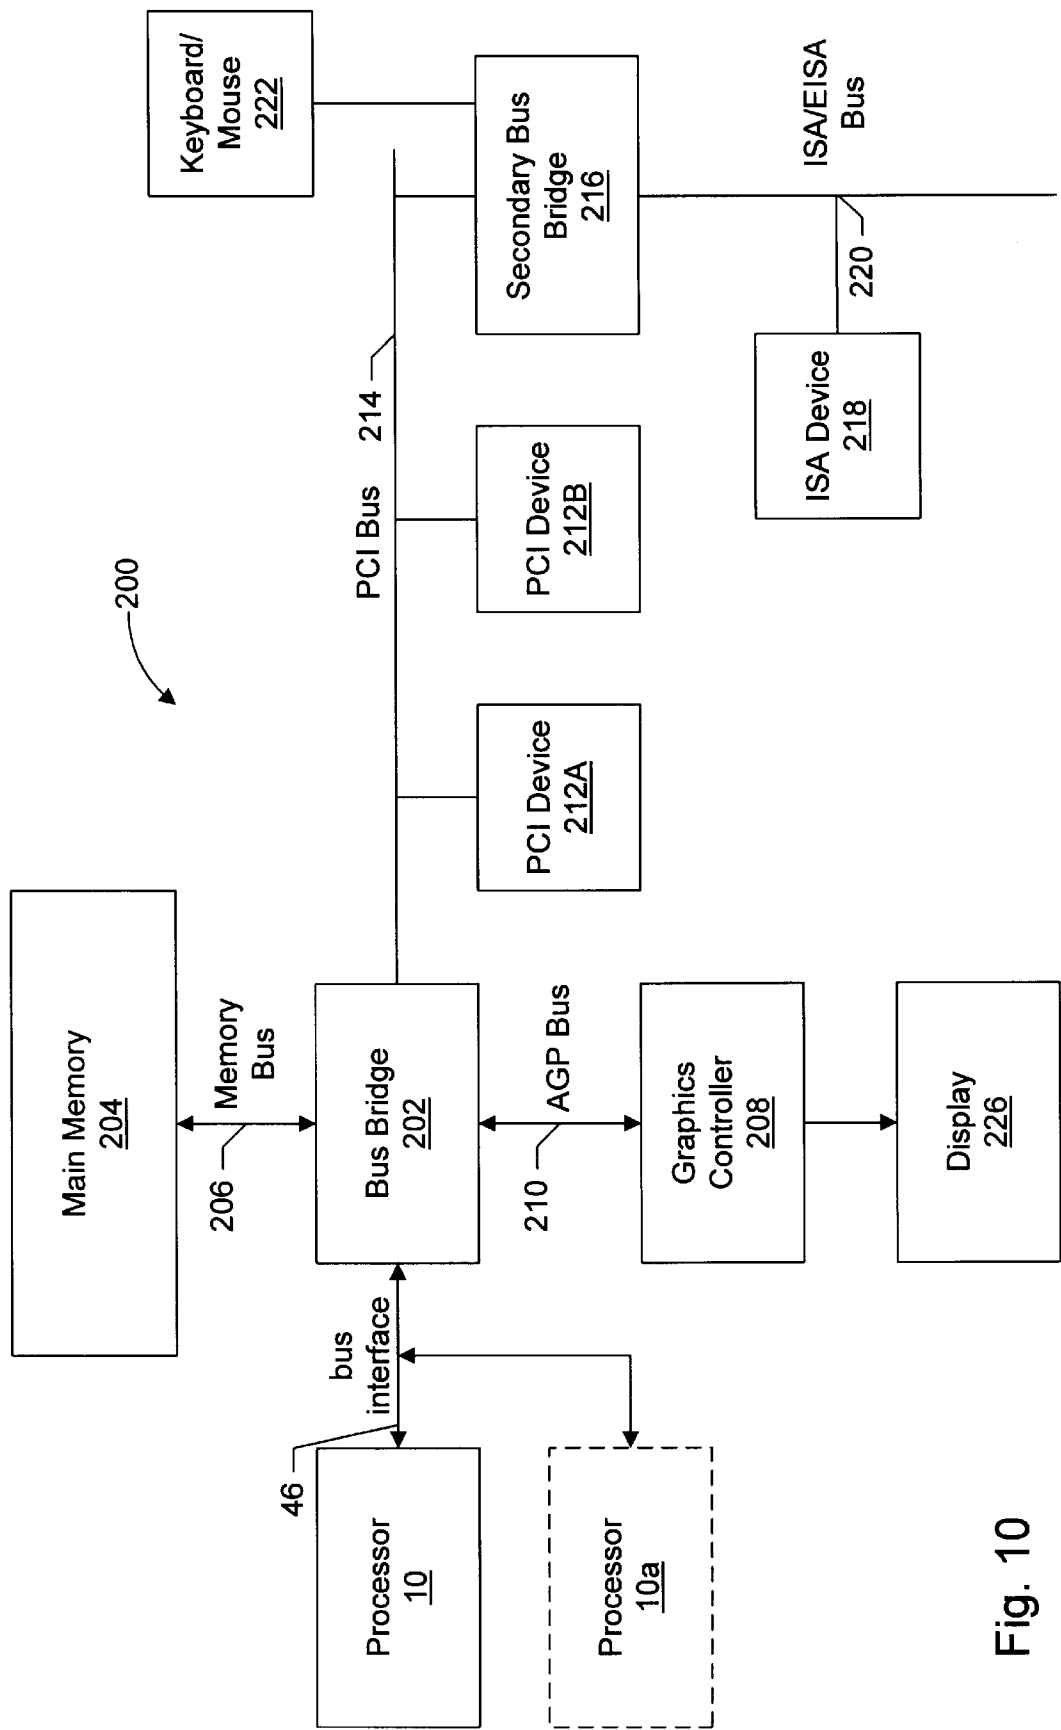 200
Main Memory
204
Keyboard/
Mouse
222
206
Memory
Bus
46
bus
interface
PCI Bus
214
Processor
10
Bus Bridge
202
PCI Device
212A
PCI Device
212B
Secondary Bus
Bridge
216
210
AGP Bus
Processor
10a
Graphics
Controller
208
ISA Device
218
220
ISA/EISA
Bus
Display
226
Fig. 10